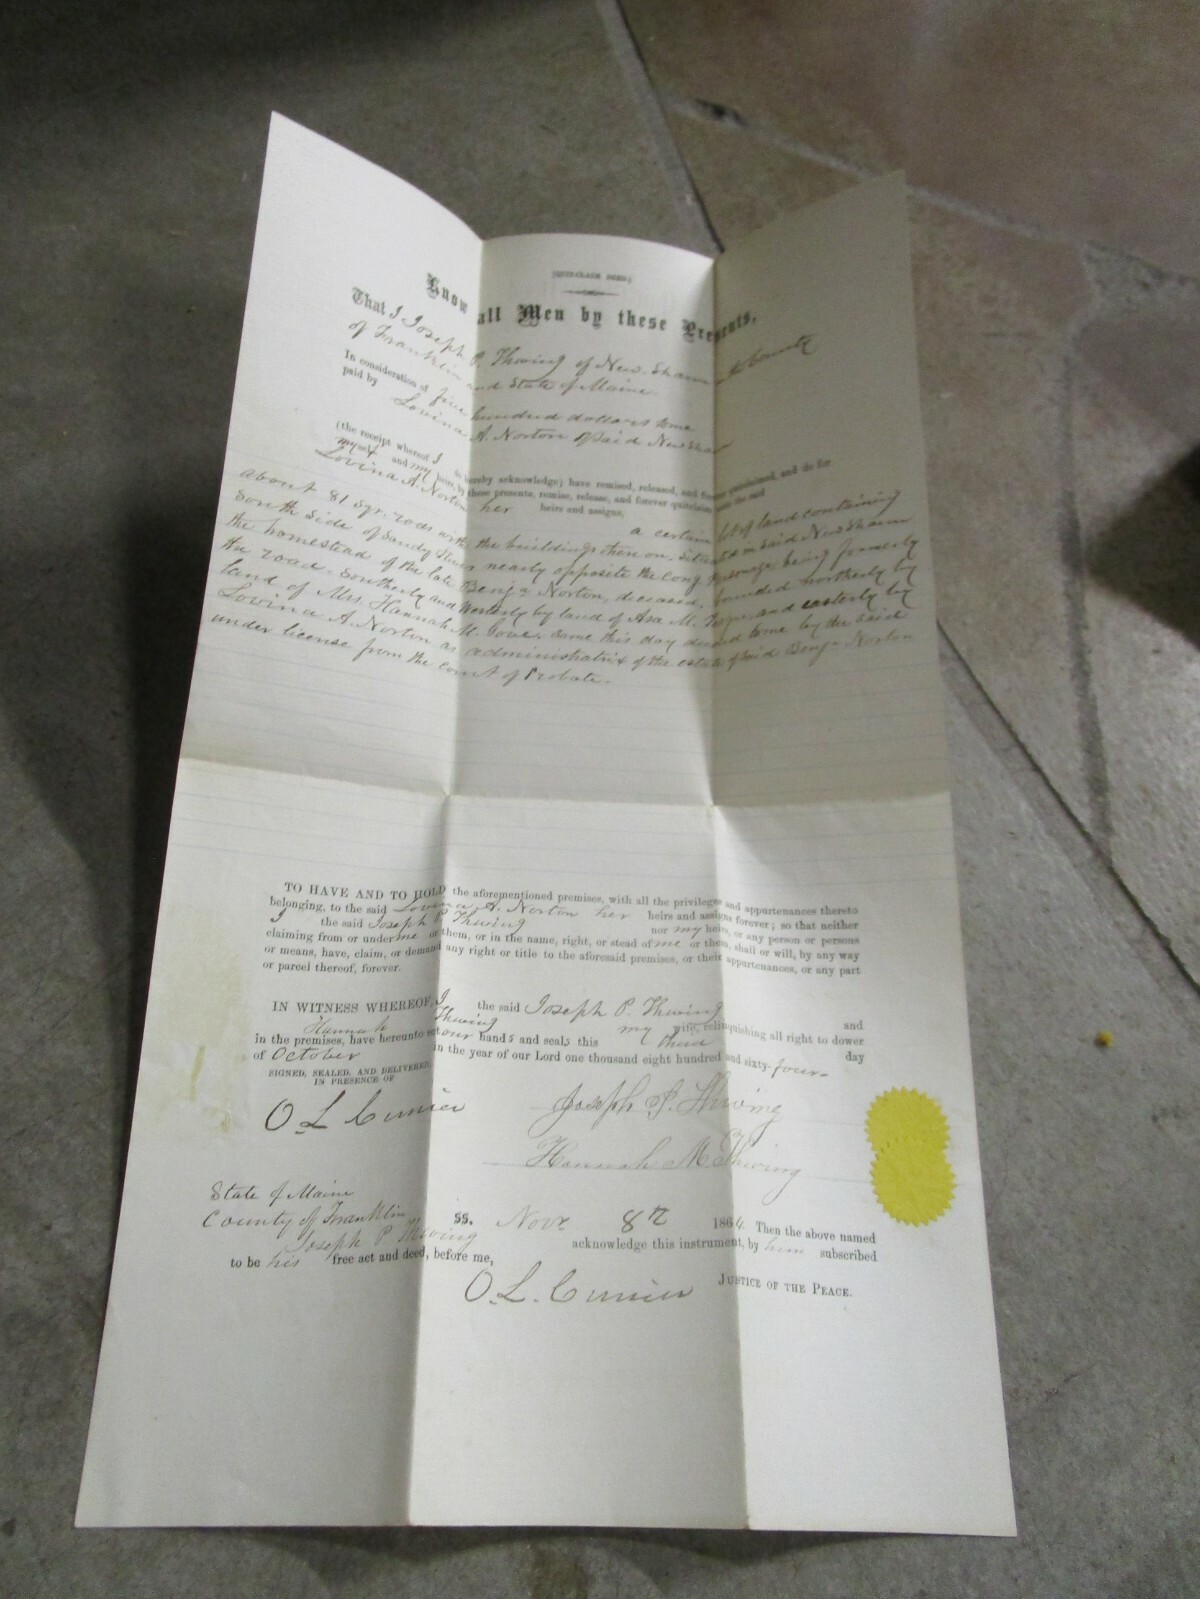 [QUIT-CLAIM DEED.]
Know all Men by these Presents,
That I Joseph P. Thwing of New Sharon in the County
of Franklin and State of Maine
In consideration of five hundred dollars to me
paid by Lovina A. Norton of said New Sharon
(the receipt whereof I do hereby acknowledge; have remised, released, and forever quitclaimed, and do for
myself and my heirs, by these presents, remise, release, and forever quitclaim unto the said
Lovina A. Norton her heirs and assigns,
a certain lot of land containing
about 81 sqr. rods with the buildings thereon. Situated in said New Sharon
South Side of Sandy River nearly opposite the Cong. Parsonage being formerly
the homestead of the late Benja Norton, deceased, bounded northerly by
the road. Southerly and Westerly by land of Asa M. and easterly by
land of Mrs. Hannah M. same this day deeded to me by the said
Lovina A. Norton as administratrix of the estate of said Benja Norton
under license from the Court of Probate.
TO HAVE AND TO HOLD the aforementioned premises, with all the privileges and appurtenances thereto
belonging, to the said Lovina A. Norton her heirs and assigns forever; so that neither
I the said Joseph P. Thwing nor my heirs, or any person or persons
claiming from or under me or them, or in the name, right, or stead of me or them, shall or will, by any way
or means, have, claim, or demand any right or title to the aforesaid premises, or their appurtenances, or any part
or parcel thereof, forever.
IN WITNESS WHEREOF, I the said Joseph P. Thwing and
Hannah Thwing my wife, relinquishing all right to dower
in the premises, have hereunto set our hands and seals this third day
of October in the year of our Lord one thousand eight hundred and sixty-four.
SIGNED, SEALED, AND DELIVERED,
IN PRESENCE OF
O. L. Currier Joseph P. Thwing
Hannah M Thwing
State of Maine
County of Franklin ss. Novr. 8th 1864. Then the above named
Joseph P Thwing acknowledge this instrument, by him subscribed
to be his free act and deed, before me,
O. L. Currier JUSTICE OF THE PEACE.